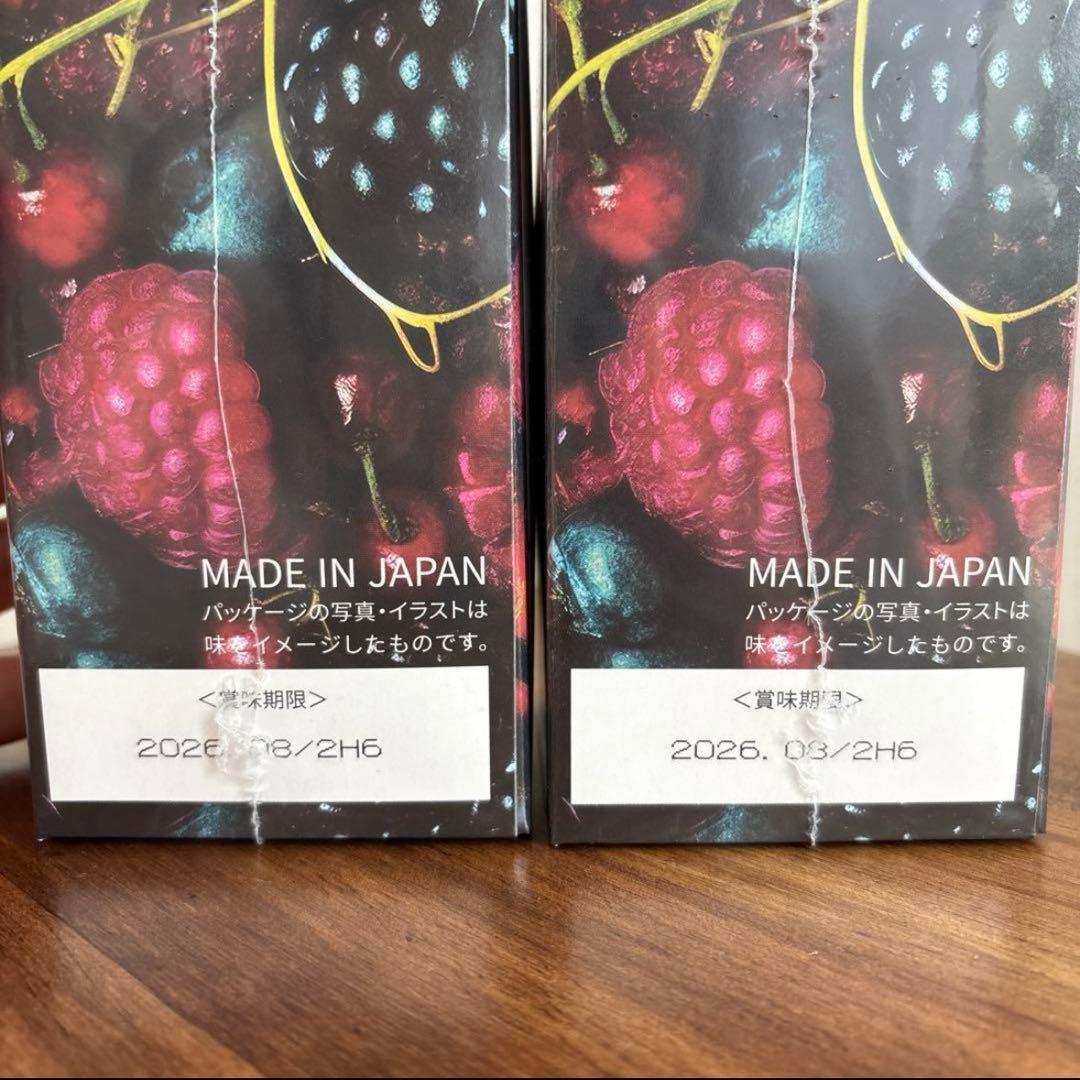 MADE IN JAPAN
パッケージの写真・イラストは
味をイメージしたものです。
<賞味期限>
2026. 08/2H6
MADE IN JAPAN
パッケージの写真・イラストは
味をイメージしたものです。
<賞味期限>
2026. 08/2H6